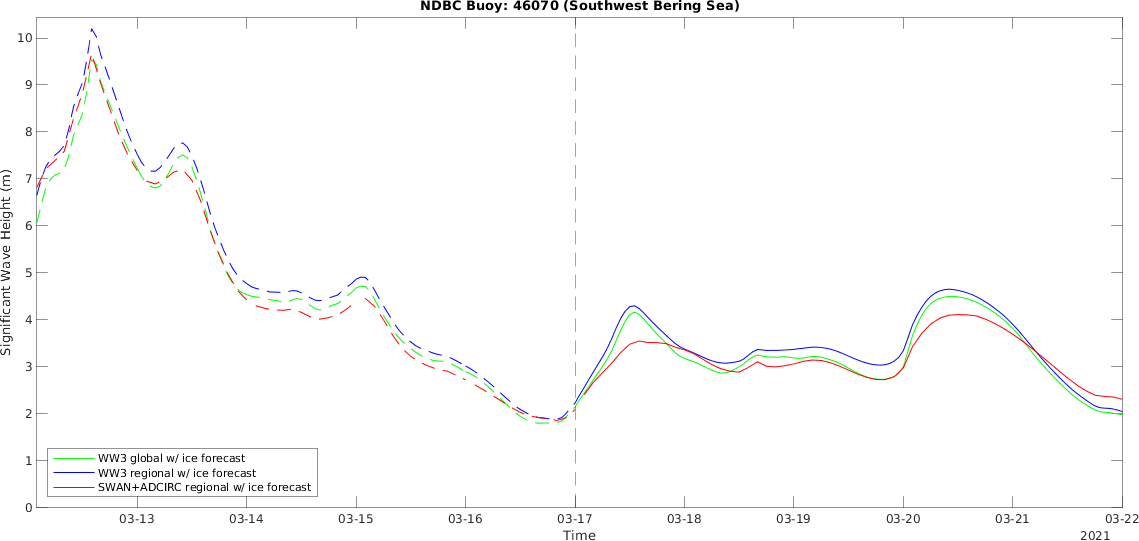 NDBC Buoy: 46070 (Southwest Bering Sea)
Significant Wave Height (m)
10
9
8
7
6
5
4
3
2
1
0
WW3 global w/ ice forecast
WW3 regional w/ ice forecast
SWAN+ADCIRC regional w/ ice forecast
03-13 03-14 03-15 03-16 03-17 03-18 03-19 03-20 03-21 03-22
Time
2021